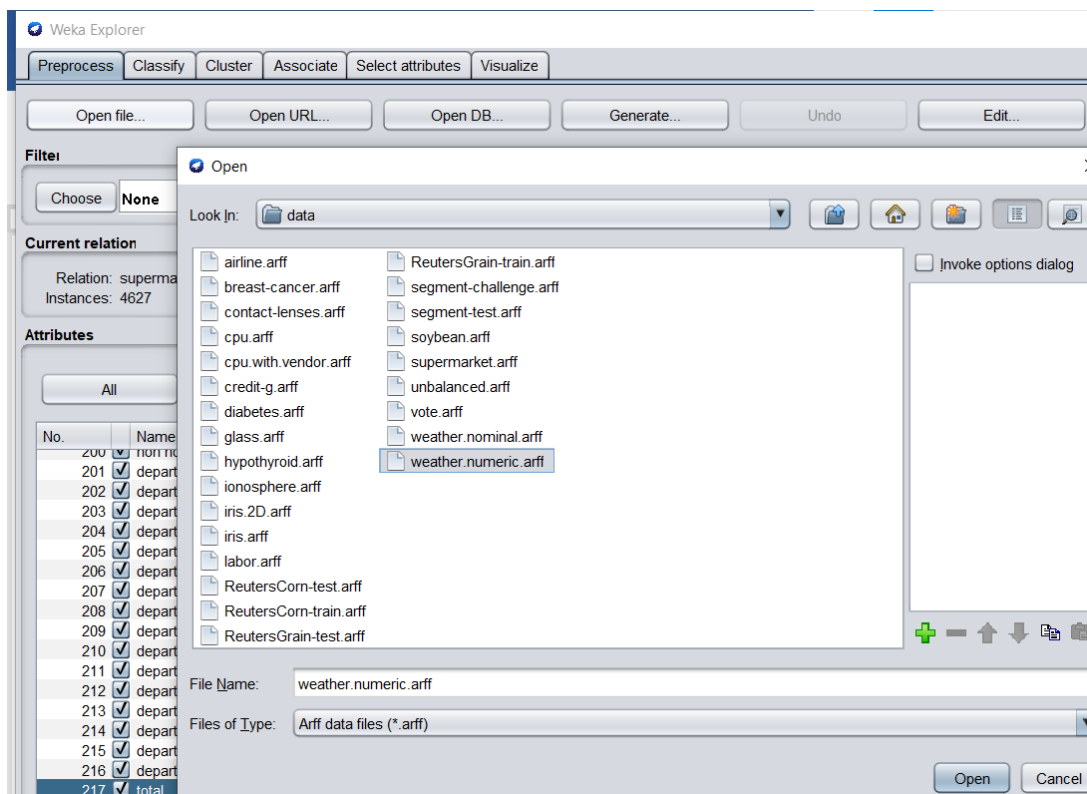 Weka Explorer
Preprocess Classify Cluster Associate Select attributes Visualize
Open file... Open URL... Open DB... Generate... Undo Edit...
Filter
Choose None
Open
Look In: data
Current relation
Relation: superma
Instances: 4627
Attributes
All
No. Name
200
201 depart
202 depart
203 depart
204 depart
205 depart
206 depart
207 depart
208 depart
209 depart
210 depart
211 depart
212 depart
213 depart
214 depart
215 depart
216 depart
217 total
airline.arff
breast-cancer.arff
contact-lenses.arff
cpu.arff
cpu.with.vendor.arff
credit-g.arff
diabetes.arff
glass.arff
hypothyroid.arff
ionosphere.arff
iris.2D.arff
iris.arff
labor.arff
ReutersCorn-test.arff
ReutersCorn-train.arff
ReutersGrain-test.arff
ReutersGrain-train.arff
segment-challenge.arff
segment-test.arff
soybean.arff
supermarket.arff
unbalanced.arff
vote.arff
weather.nominal.arff
weather.numeric.arff
Invoke options dialog
File Name: weather.numeric.arff
Files of Type: Arff data files (*.arff)
Open Cancel